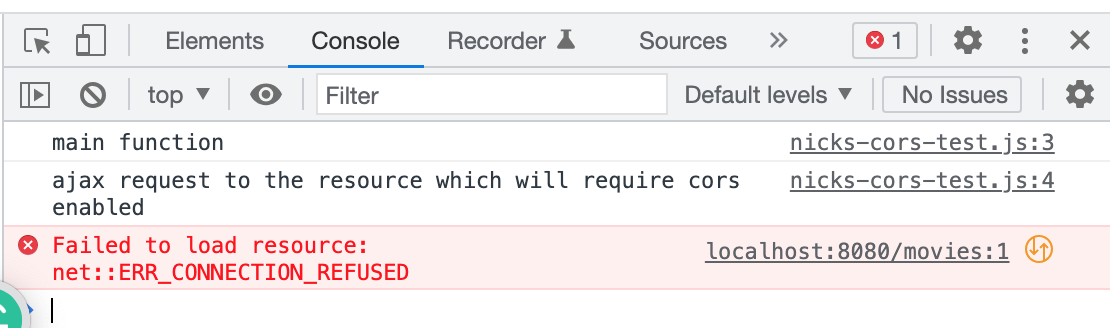 Elements Console Recorder Sources » 1
top ▼ Filter Default levels ▼ No Issues
main function nicks-cors-test.js:3
ajax request to the resource which will require cors nicks-cors-test.js:4
enabled
Failed to load resource: localhost:8080/movies:1
net::ERR_CONNECTION_REFUSED